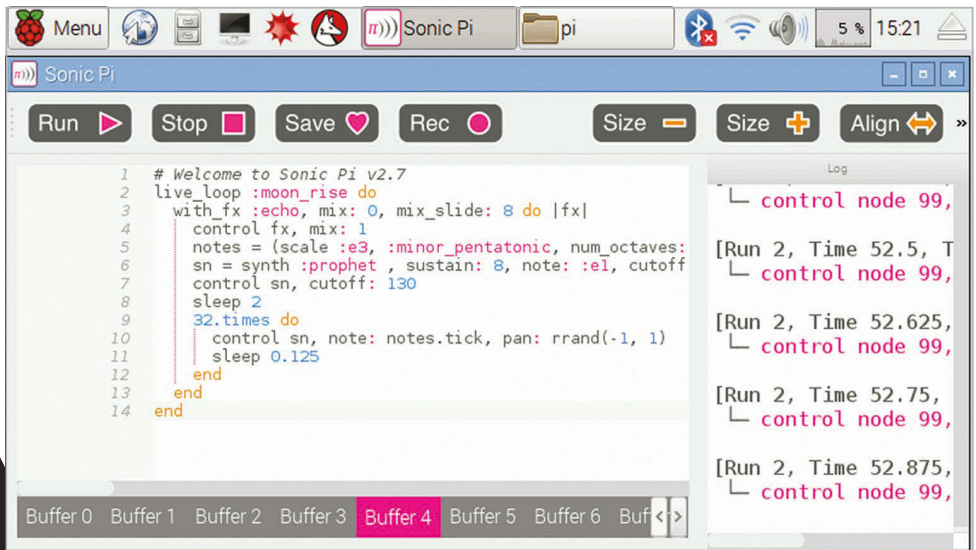 Menu
π))) Sonic Pi
pi
5 %
15:21
π))) Sonic Pi
Run
Stop
Save
Rec
Size
Size
Align
»
1 # Welcome to Sonic Pi v2.7
2 live_loop :moon_rise do
3 with_fx :echo, mix: 0, mix_slide: 8 do |fx|
4 control fx, mix: 1
5 notes = (scale :e3, :minor_pentatonic, num_octaves:
6 sn = synth :prophet , sustain: 8, note: :e1, cutoff
7 control sn, cutoff: 130
8 sleep 2
9 32.times do
10 control sn, note: notes.tick, pan: rrand(-1, 1)
11 sleep 0.125
12 end
13 end
14 end
Log
└─ control node 99,
[Run 2, Time 52.5, T
└─ control node 99,
[Run 2, Time 52.625,
└─ control node 99,
[Run 2, Time 52.75,
└─ control node 99,
[Run 2, Time 52.875,
└─ control node 99,
Buffer 0 Buffer 1 Buffer 2 Buffer 3 Buffer 4 Buffer 5 Buffer 6 Buf